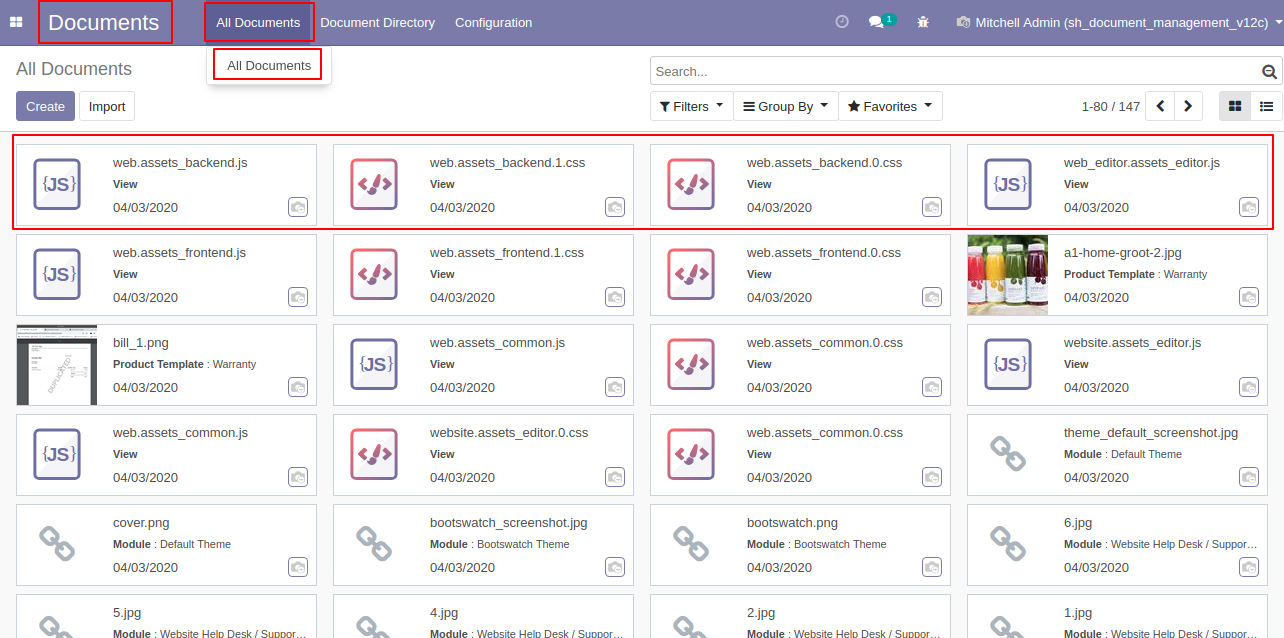 Documents All Documents Document Directory Configuration 1 Mitchell Admin (sh_document_management_v12c)
All Documents
All Documents
Search...
Create Import
Filters Group By Favorites 1-80 / 147
web.assets_backend.js
View
04/03/2020
web.assets_backend.1.css
View
04/03/2020
web.assets_backend.0.css
View
04/03/2020
web_editor.assets_editor.js
View
04/03/2020
{JS}
{JS}
web.assets_frontend.js
View
04/03/2020
web.assets_frontend.1.css
View
04/03/2020
web.assets_frontend.0.css
View
04/03/2020
a1-home-groot-2.jpg
Product Template : Warranty
04/03/2020
{JS}
bill_1.png
Product Template : Warranty
04/03/2020
DUPLICATED
web.assets_common.js
View
04/03/2020
{JS}
web.assets_common.0.css
View
04/03/2020
website.assets_editor.js
View
04/03/2020
{JS}
web.assets_common.js
View
04/03/2020
{JS}
website.assets_editor.0.css
View
04/03/2020
web.assets_common.0.css
View
04/03/2020
theme_default_screenshot.jpg
Module : Default Theme
04/03/2020
cover.png
Module : Default Theme
04/03/2020
bootswatch_screenshot.jpg
Module : Bootswatch Theme
04/03/2020
bootswatch.png
Module : Bootswatch Theme
04/03/2020
6.jpg
Module : Website Help Desk / Suppor...
04/03/2020
5.jpg
Module : Website Help Desk / Suppor...
4.jpg
Module : Website Help Desk / Suppor...
2.jpg
Module : Website Help Desk / Suppor...
1.jpg
Module : Website Help Desk / Suppor...